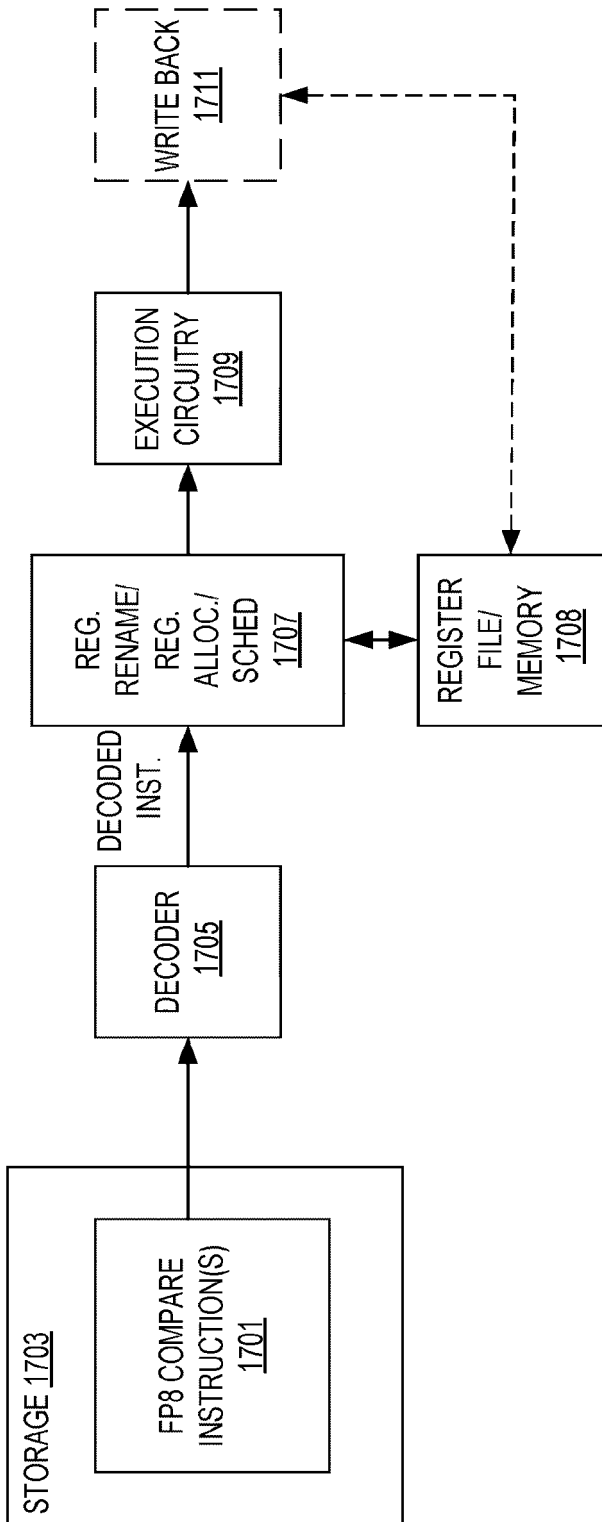 STORAGE 1703
FP8 COMPARE
INSTRUCTION(S)
1701
DECODER
1705
DECODED
INST.
REG.
RENAME/
REG.
ALLOC./
SCHED
1707
REGISTER
FILE/
MEMORY
1708
EXECUTION
CIRCUITRY
1709
WRITE BACK
1711